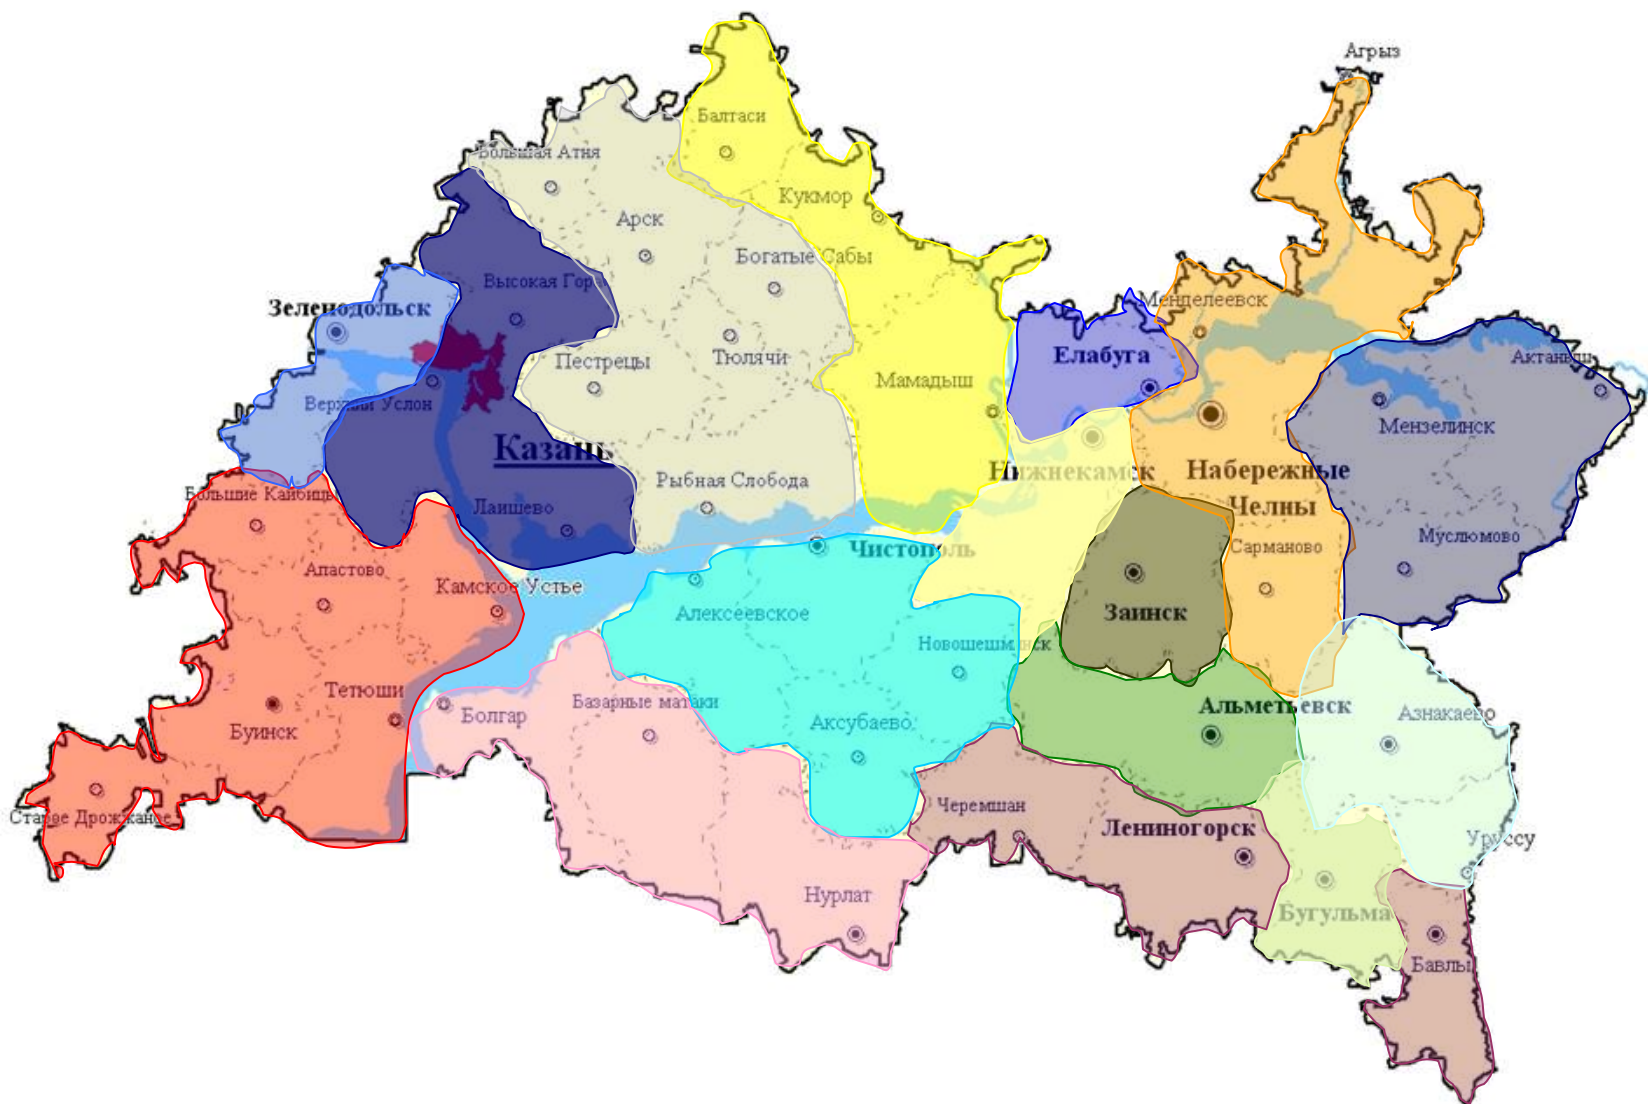 Агрыз
Балтаси
Большая Атня
Кукмор
Арск
Богатые Сабы
Высокая Гора
Менделеевск
Зеленодольск
Елабуга
Актаныш
Пестрецы
Тюлячи
Мамадыш
Верхний Услон
Мензелинск
Казань
Нижнекамск
Набережные
Челны
Рыбная Слобода
Большие Кайбицы
Лаишево
Муслюмово
Чистополь
Сарманово
Апастово
Камское Устье
Алексеевское
Заинск
Новошешминск
Тетюши
Базарные матаки
Альметьевск
Болгар
Азнакаево
Буинск
Аксубаево
Черемшан
Старое Дрожжаное
Лениногорск
Уруссу
Нурлат
Бугульма
Бавлы